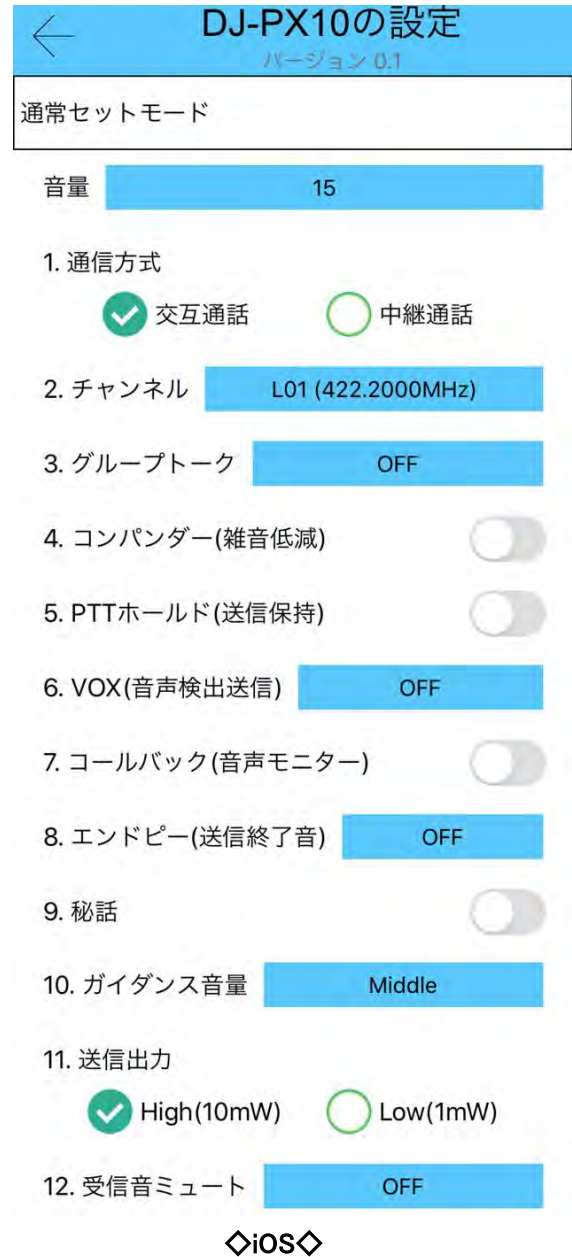 DJ-PX10の設定
バージョン 0.1
通常セットモード
音量 15
1. 通信方式
交互通話 中継通話
2. チャンネル L01 (422.2000MHz)
3. グループトーク OFF
4. コンパンダー(雑音低減)
5. PTTホールド(送信保持)
6. VOX(音声検出送信) OFF
7. コールバック(音声モニター)
8. エンドピー(送信終了音) OFF
9. 秘話
10. ガイダンス音量 Middle
11. 送信出力
High(10mW) Low(1mW)
12. 受信音ミュート OFF
◇iOS◇